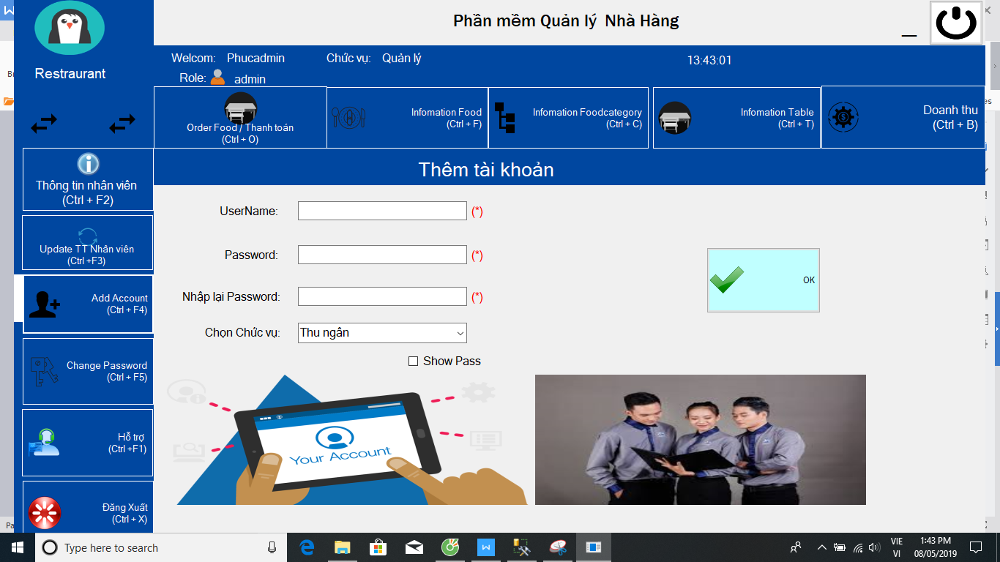 Phần mềm Quản lý Nhà Hàng
Restraurant
Welcom: Phucadmin Chức vụ: Quản lý 13:43:01
Role: admin
Order Food / Thanh toán
(Ctrl + O)
Infomation Food
(Ctrl + F)
Infomation Foodcategory
(Ctrl + C)
Infomation Table
(Ctrl + T)
Doanh thu
(Ctrl + B)
Thông tin nhân viên
(Ctrl + F2)
Update TT Nhân viên
(Ctrl +F3)
Add Account
(Ctrl + F4)
Change Password
(Ctrl + F5)
Hỗ trợ
(Ctrl +F1)
Đăng Xuất
(Ctrl + X)
Thêm tài khoản
UserName: (*)
Password: (*)
Nhập lại Password: (*)
Chọn Chức vụ: Thu ngân
Show Pass
OK
Your Account
Type here to search
VIE
VI
1:43 PM
08/05/2019